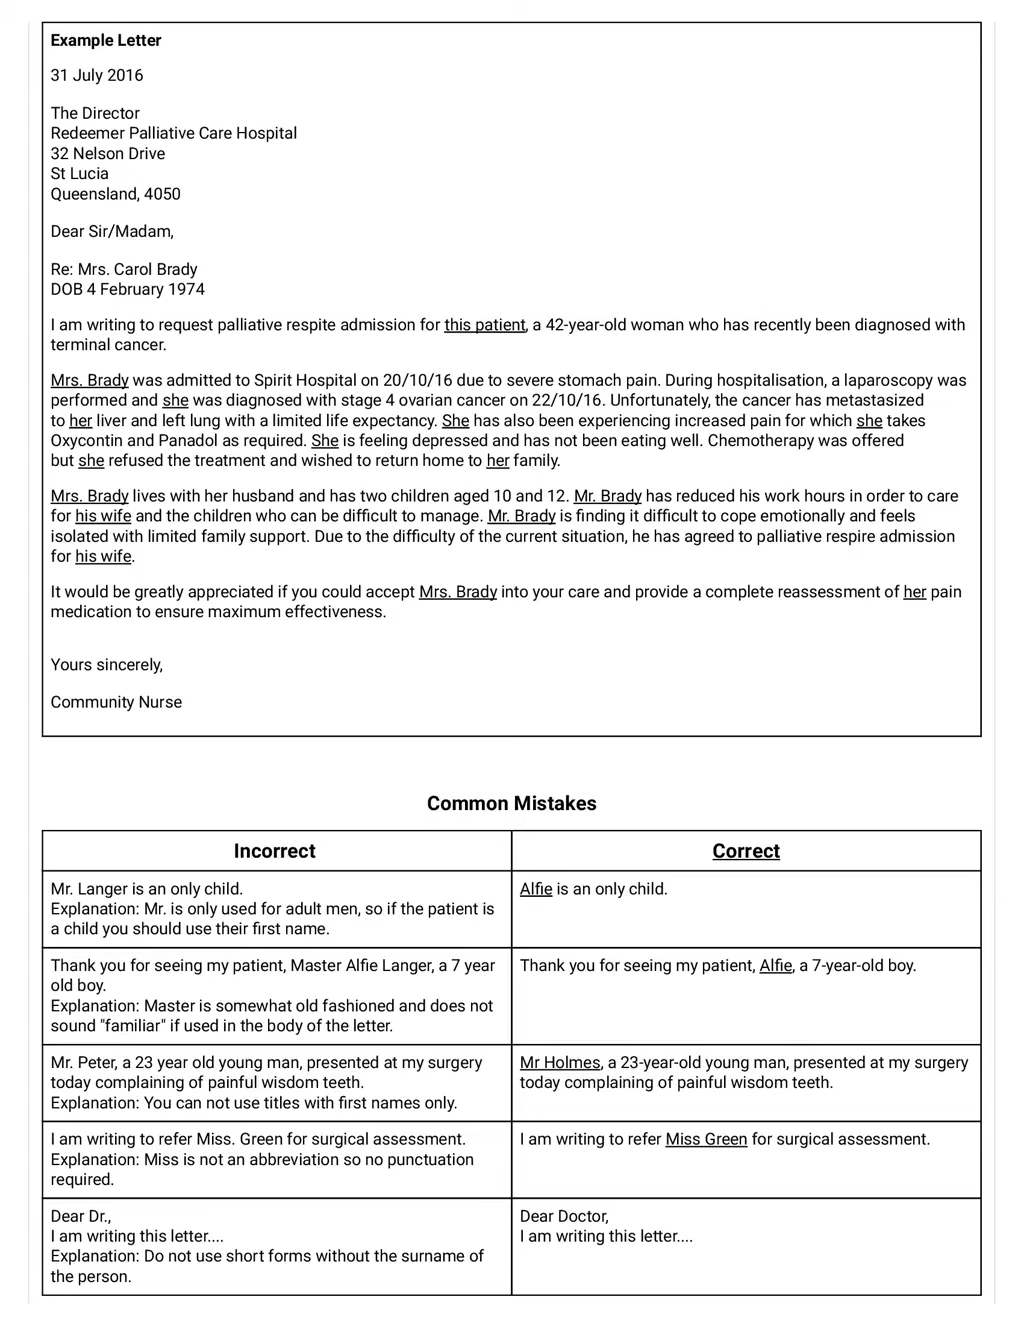 Example Letter
31 July 2016
The Director
Redeemer Palliative Care Hospital
32 Nelson Drive
St Lucia
Queensland, 4050
Dear Sir/Madam,
Re: Mrs. Carol Brady
DOB 4 February 1974
I am writing to request palliative respite admission for this patient, a 42-year-old woman who has recently been diagnosed with
terminal cancer.
Mrs. Brady was admitted to Spirit Hospital on 20/10/16 due to severe stomach pain. During hospitalisation, a laparoscopy was
performed and she was diagnosed with stage 4 ovarian cancer on 22/10/16. Unfortunately, the cancer has metastasized
to her liver and left lung with a limited life expectancy. She has also been experiencing increased pain for which she takes
Oxycontin and Panadol as required. She is feeling depressed and has not been eating well. Chemotherapy was offered
but she refused the treatment and wished to return home to her family.
Mrs. Brady lives with her husband and has two children aged 10 and 12. Mr. Brady has reduced his work hours in order to care
for his wife and the children who can be difficult to manage. Mr. Brady is finding it difficult to cope emotionally and feels
isolated with limited family support. Due to the difficulty of the current situation, he has agreed to palliative respire admission
for his wife.
It would be greatly appreciated if you could accept Mrs. Brady into your care and provide a complete reassessment of her pain
medication to ensure maximum effectiveness.
Yours sincerely,
Community Nurse
Common Mistakes
Incorrect
Correct
Mr. Langer is an only child.
Explanation: Mr. is only used for adult men, so if the patient is
a child you should use their first name.
Alfie is an only child.
Thank you for seeing my patient, Master Alfie Langer, a 7 year
old boy.
Explanation: Master is somewhat old fashioned and does not
sound "familiar" if used in the body of the letter.
Thank you for seeing my patient, Alfie, a 7-year-old boy.
Mr. Peter, a 23 year old young man, presented at my surgery
today complaining of painful wisdom teeth.
Explanation: You can not use titles with first names only.
Mr Holmes, a 23-year-old young man, presented at my surgery
today complaining of painful wisdom teeth.
I am writing to refer Miss. Green for surgical assessment.
Explanation: Miss is not an abbreviation so no punctuation
required.
I am writing to refer Miss Green for surgical assessment.
Dear Dr.,
I am writing this letter....
Explanation: Do not use short forms without the surname of
the person.
Dear Doctor,
I am writing this letter....